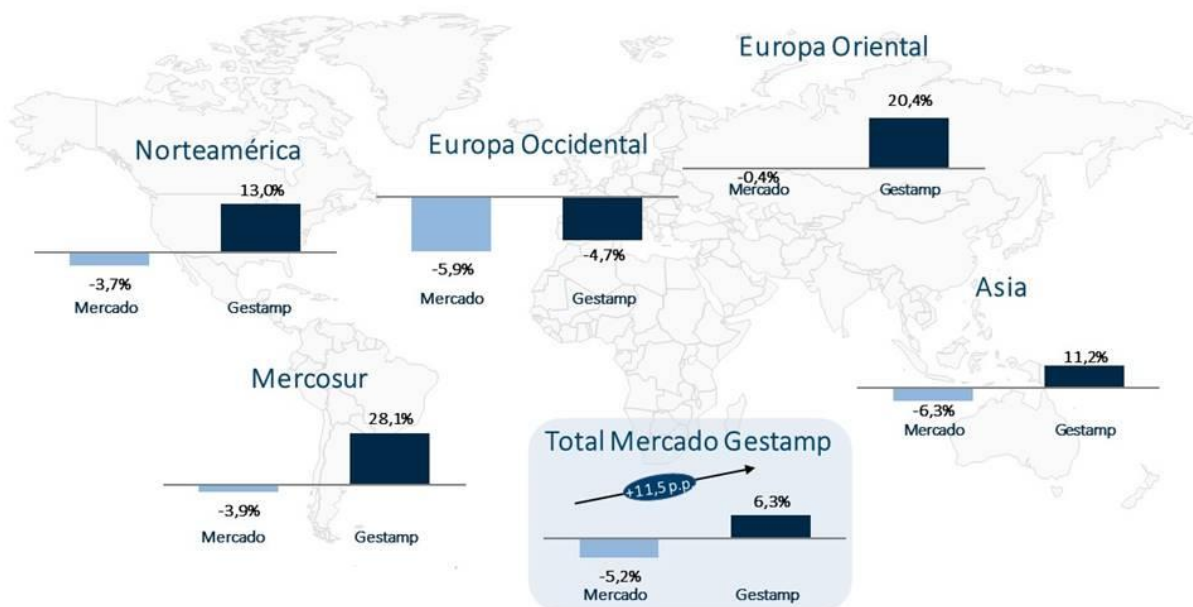 Europa Oriental
20,4%
-0,4%
Mercado Gestamp
Norteamérica
13,0%
-3,7%
Mercado Gestamp
Europa Occidental
-5,9%
-4,7%
Mercado Gestamp
Asia
11,2%
-6,3%
Mercado Gestamp
Mercosur
28,1%
-3,9%
Mercado Gestamp
Total Mercado Gestamp
+11,5 p.p
6,3%
-5,2%
Mercado Gestamp